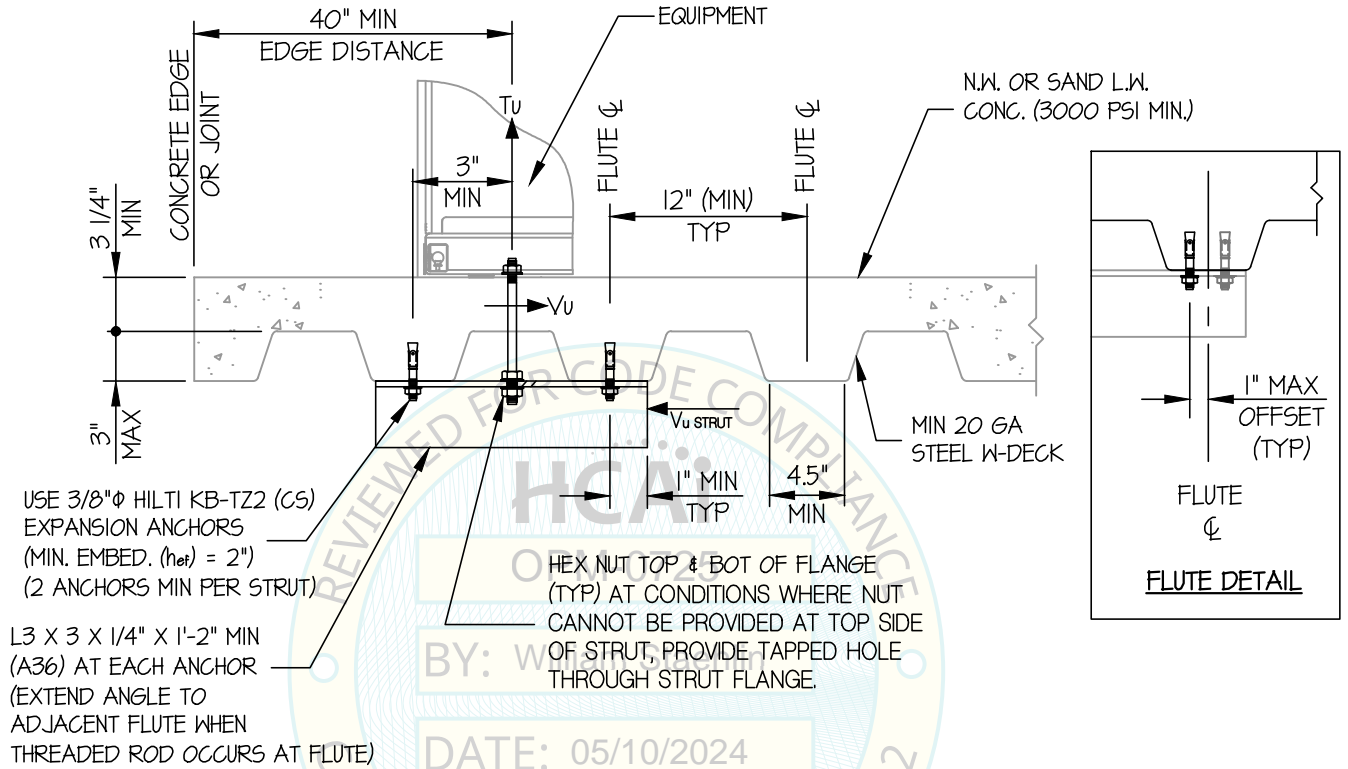 40" MIN
EDGE DISTANCE
EQUIPMENT
CONCRETE EDGE
OR JOINT
Tu
FLUTE ℄
FLUTE ℄
N.W. OR SAND L.W.
CONC. (3000 PSI MIN.)
3"
MIN
12" (MIN)
TYP
3 1/4"
MIN
Vu
3"
MAX
Vu STRUT
MIN 20 GA
STEEL W-DECK
1" MIN
TYP
4.5"
MIN
USE 3/8"Φ HILTI KB-TZ2 (CS)
EXPANSION ANCHORS
(MIN. EMBED. (hef) = 2")
(2 ANCHORS MIN PER STRUT)
L3 X 3 X 1/4" X 1'-2" MIN
(A36) AT EACH ANCHOR
(EXTEND ANGLE TO
ADJACENT FLUTE WHEN
THREADED ROD OCCURS AT FLUTE)
HEX NUT TOP & BOT OF FLANGE
(TYP) AT CONDITIONS WHERE NUT
CANNOT BE PROVIDED AT TOP SIDE
OF STRUT, PROVIDE TAPPED HOLE
THROUGH STRUT FLANGE.
1" MAX
OFFSET
(TYP)
FLUTE
℄
FLUTE DETAIL
REVIEWED FOR CODE COMPLIANCE
HCAi
OPM-0725
BY: William Staehlin
DATE: 05/10/2024
2